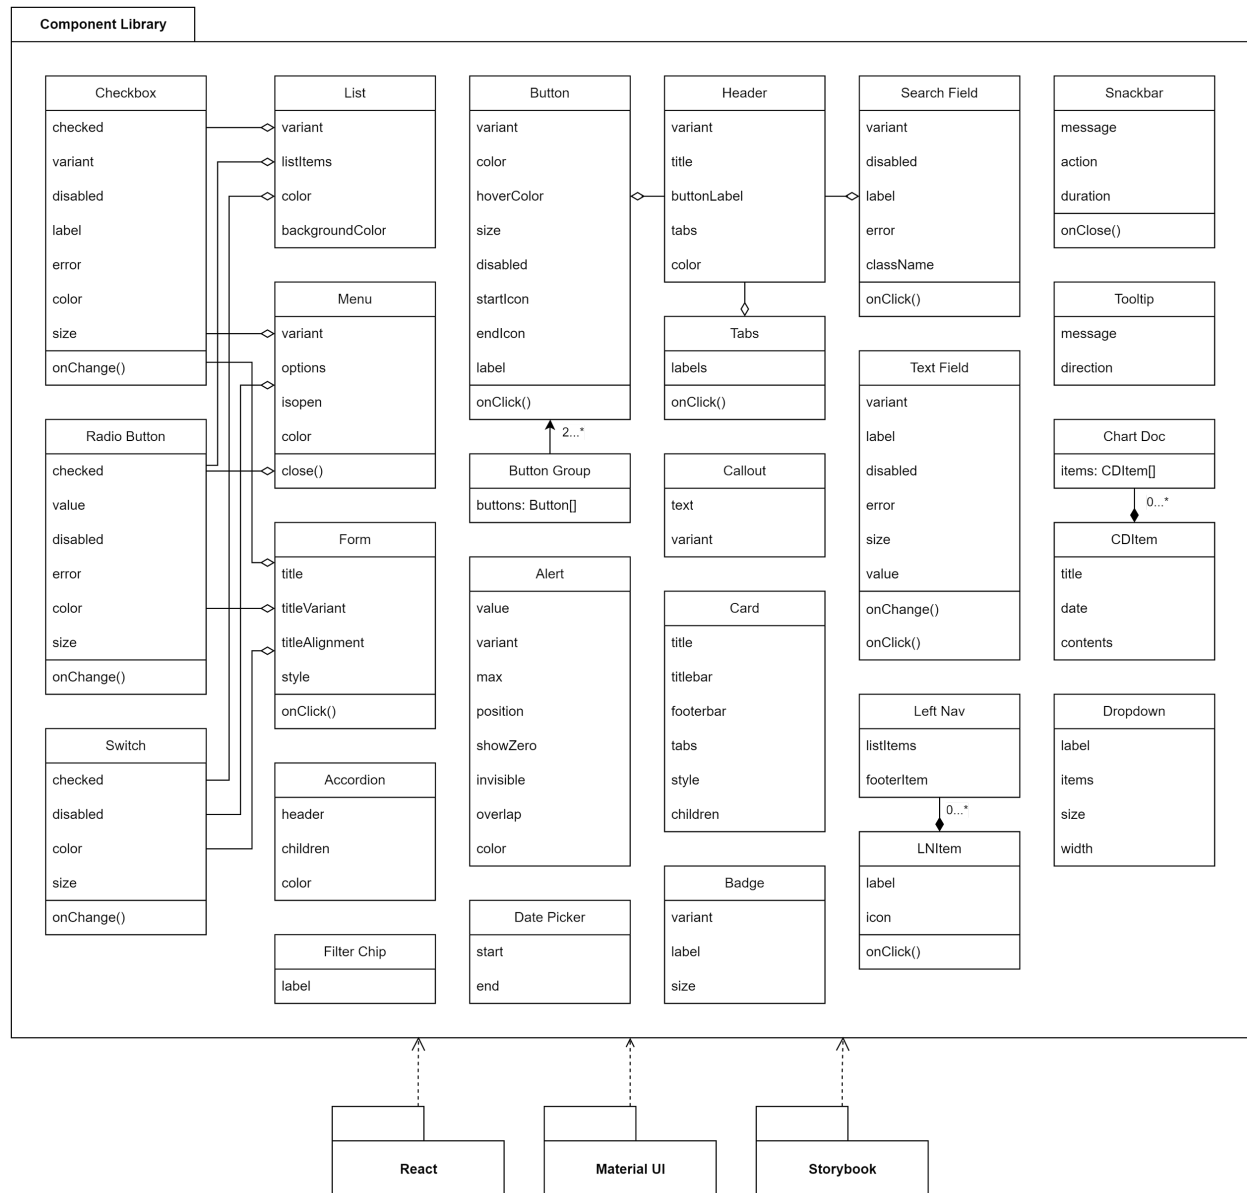 Component Library
Checkbox
checked
variant
disabled
label
error
color
size
onChange()
Radio Button
checked
value
disabled
error
color
size
onChange()
Switch
checked
disabled
color
size
onChange()
List
variant
listItems
color
backgroundColor
Menu
variant
options
isopen
color
close()
Form
title
titleVariant
titleAlignment
style
onClick()
Accordion
header
children
color
Filter Chip
label
Button
variant
color
hoverColor
size
disabled
startIcon
endIcon
label
onClick()
2...*
Button Group
buttons: Button[]
Alert
value
variant
max
position
showZero
invisible
overlap
color
Date Picker
start
end
Header
variant
title
buttonLabel
tabs
color
Tabs
labels
onClick()
Callout
text
variant
Card
title
titlebar
footerbar
tabs
style
children
Badge
variant
label
size
Search Field
variant
disabled
label
error
className
onClick()
Text Field
variant
label
disabled
error
size
value
onChange()
onClick()
Left Nav
listItems
footerItem
0...*
LNItem
label
icon
onClick()
Snackbar
message
action
duration
onClose()
Tooltip
message
direction
Chart Doc
items: CDItem[]
0...*
CDItem
title
date
contents
Dropdown
label
items
size
width
React
Material UI
Storybook